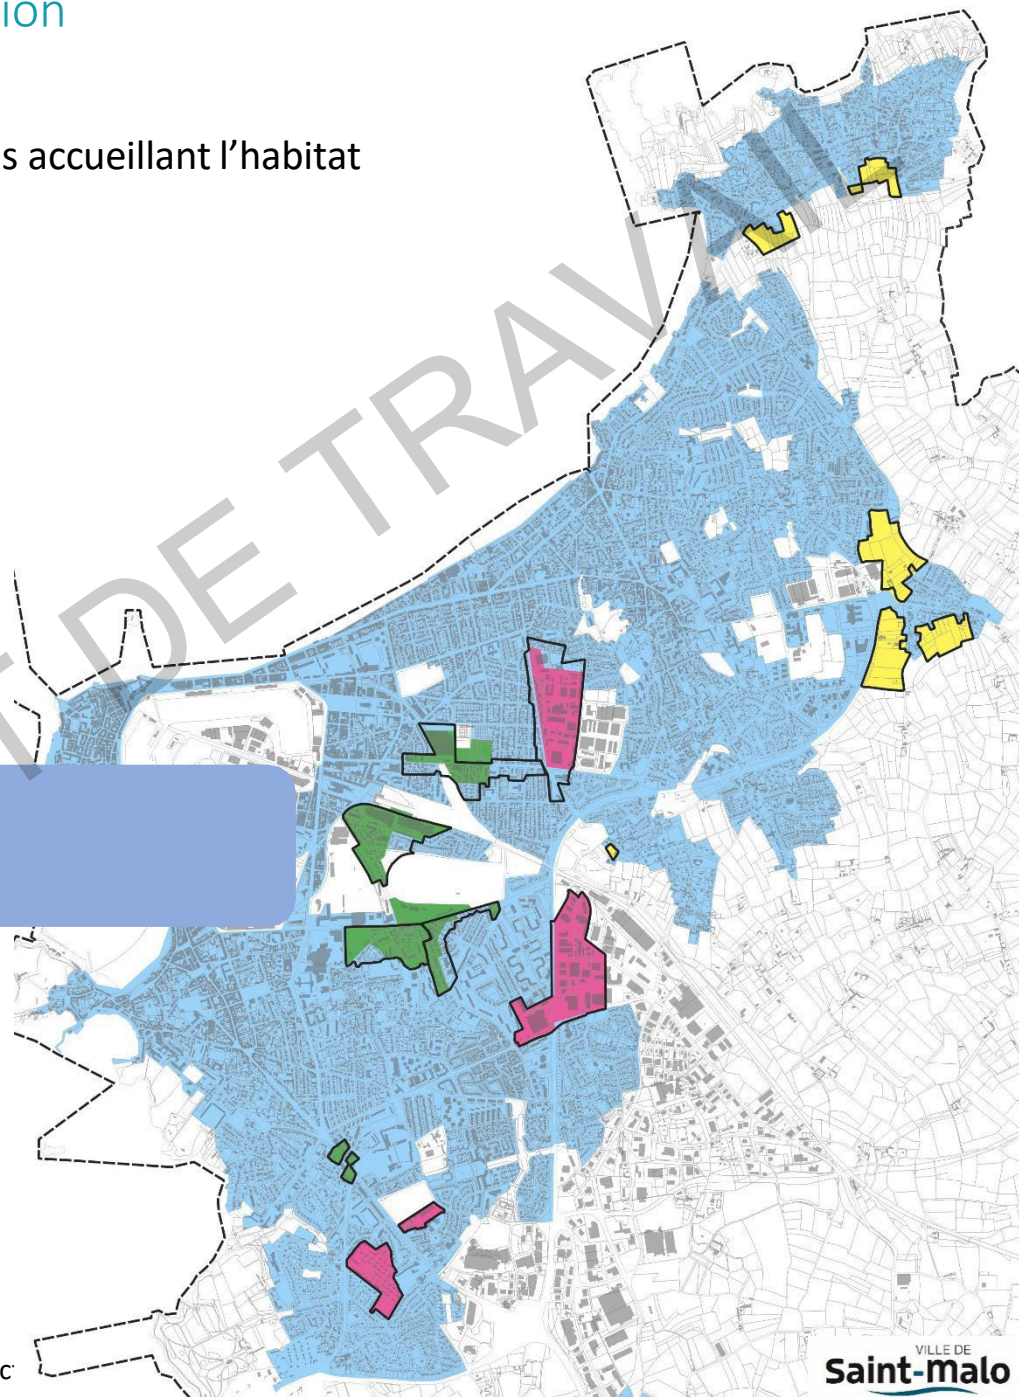 ion
s accueillant l’habitat
T DE TRAVAIL
c
VILLE DE
Saint-malo